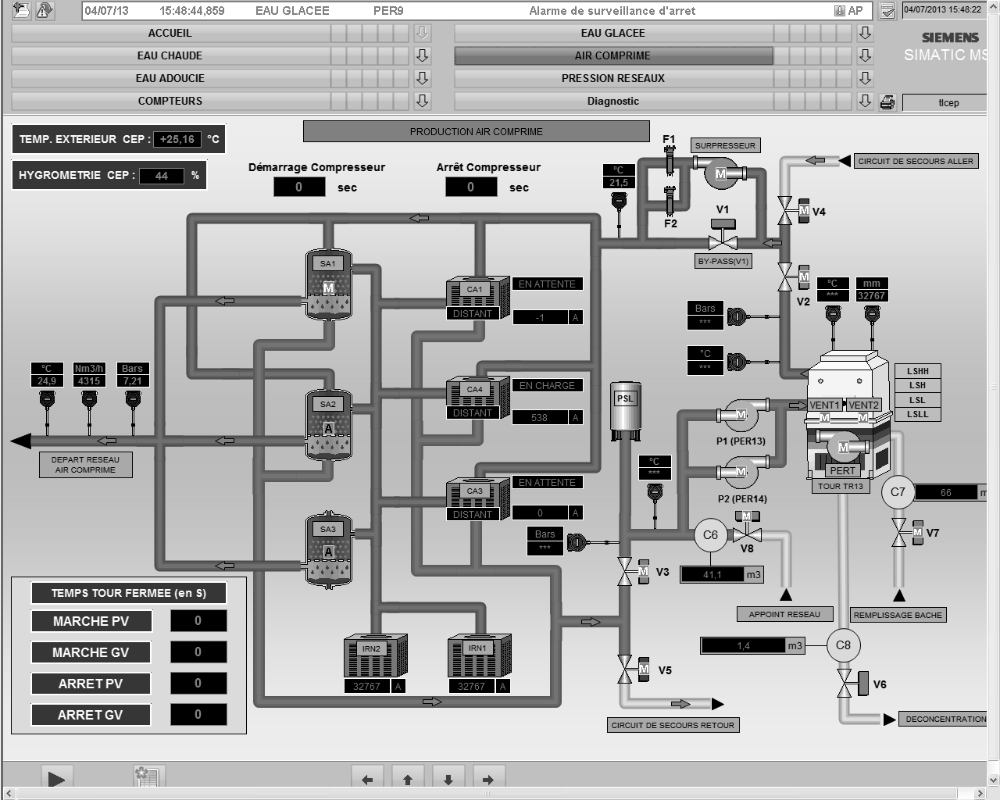 04/07/13 15:48:44,859 EAU GLACEE PER9 Alarme de surveillance d'arret AP
04/07/2013 15:48:22
ACCUEIL
EAU GLACEE
SIEMENS
EAU CHAUDE
AIR COMPRIME
SIMATIC MS
EAU ADOUCIE
PRESSION RESEAUX
COMPTEURS
Diagnostic
tlcep
PRODUCTION AIR COMPRIME
TEMP. EXTERIEUR CEP : +25,16 °C
HYGROMETRIE CEP : 44 %
Démarrage Compresseur
0 sec
Arrêt Compresseur
0 sec
°C
21,5
F1
F2
SURPRESSEUR
M
V1
BY-PASS(V1)
CIRCUIT DE SECOURS ALLER
M V4
M
V2
°C
***
mm
32767
Bars
***
°C
***
SA1
M
CA1
DISTANT
EN ATTENTE
-1 A
SA2
A
CA4
DISTANT
EN CHARGE
538 A
SA3
A
CA3
DISTANT
EN ATTENTE
0 A
°C
24,9
Nm3/h
4315
Bars
7,21
DEPART RESEAU
AIR COMPRIME
PSL
LSHH
LSH
LSL
LSLL
VENT1 VENT2
M M
M
PERT
TOUR TR13
M
P1 (PER13)
M
P2 (PER14)
°C
***
Bars
***
C6
M
V8
41,1 m3
C7
66 m
M V7
M V3
APPOINT RESEAU
REMPLISSAGE BACHE
1,4 m3
C8
M V5
V6
CIRCUIT DE SECOURS RETOUR
DECONCENTRATION
IRN2
32767 A
IRN1
32767 A
TEMPS TOUR FERMEE (en S)
MARCHE PV 0
MARCHE GV 0
ARRET PV 0
ARRET GV 0